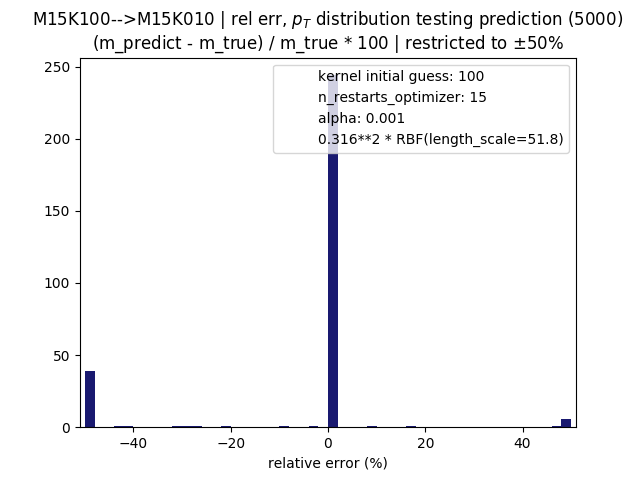 M15K100-->M15K010 | rel err, p_T distribution testing prediction (5000)
(m_predict - m_true) / m_true * 100 | restricted to ±50%
kernel initial guess: 100
n_restarts_optimizer: 15
alpha: 0.001
0.316**2 * RBF(length_scale=51.8)
250
200
150
100
50
0
−40 −20 0 20 40
relative error (%)